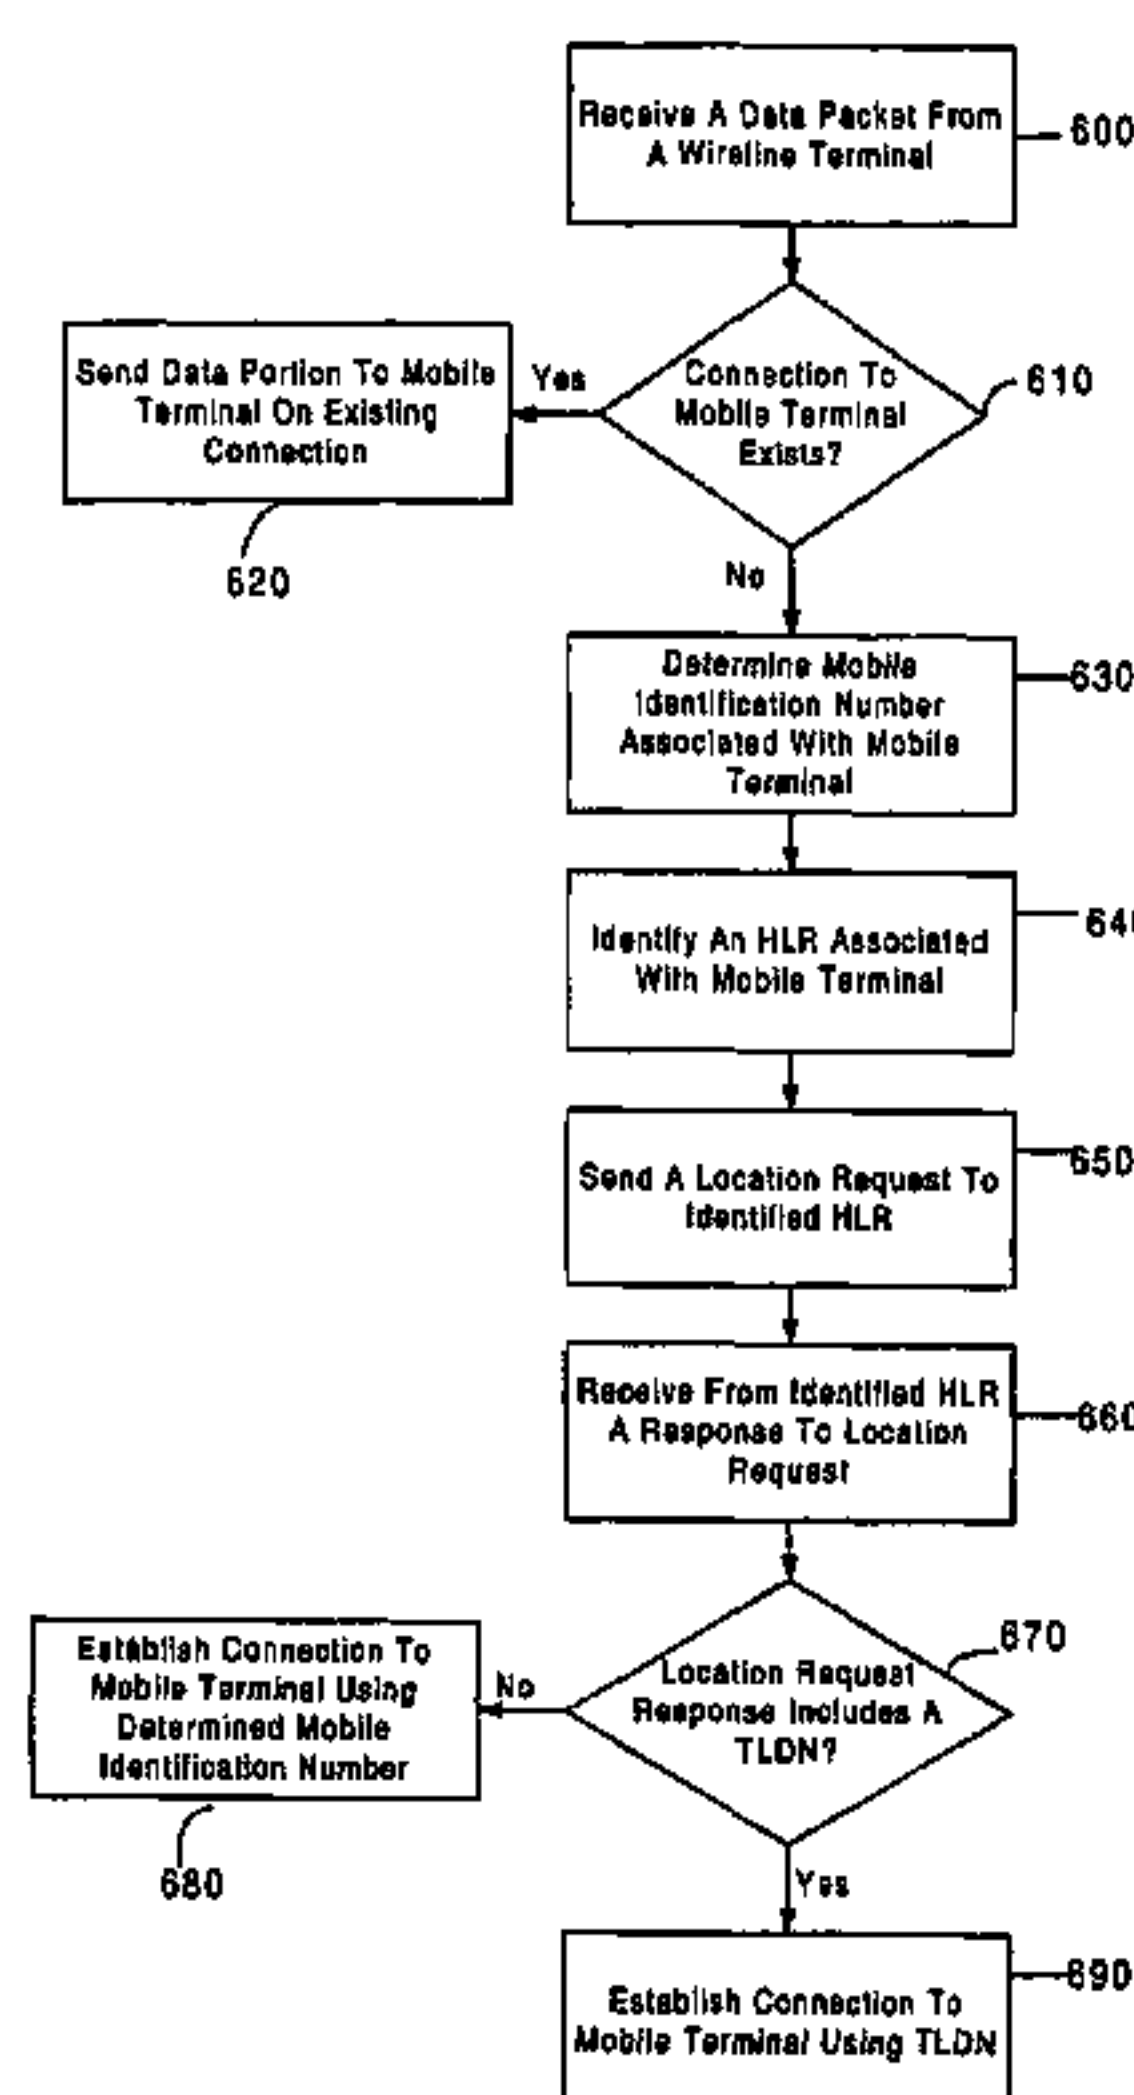 Receive A Data Packet From
A Wireline Terminal
600
Connection To
Mobile Terminal
Exists?
610
Yes
Send Data Portion To Mobile
Terminal On Existing
Connection
620
No
Determine Mobile
Identification Number
Associated With Mobile
Terminal
630
Identify An HLR Associated
With Mobile Terminal
640
Send A Location Request To
Identified HLR
650
Receive From Identified HLR
A Response To Location
Request
660
Location Request
Response Includes A
TLDN?
670
No
Establish Connection To
Mobile Terminal Using
Determined Mobile
Identification Number
680
Yes
Establish Connection To
Mobile Terminal Using TLDN
690